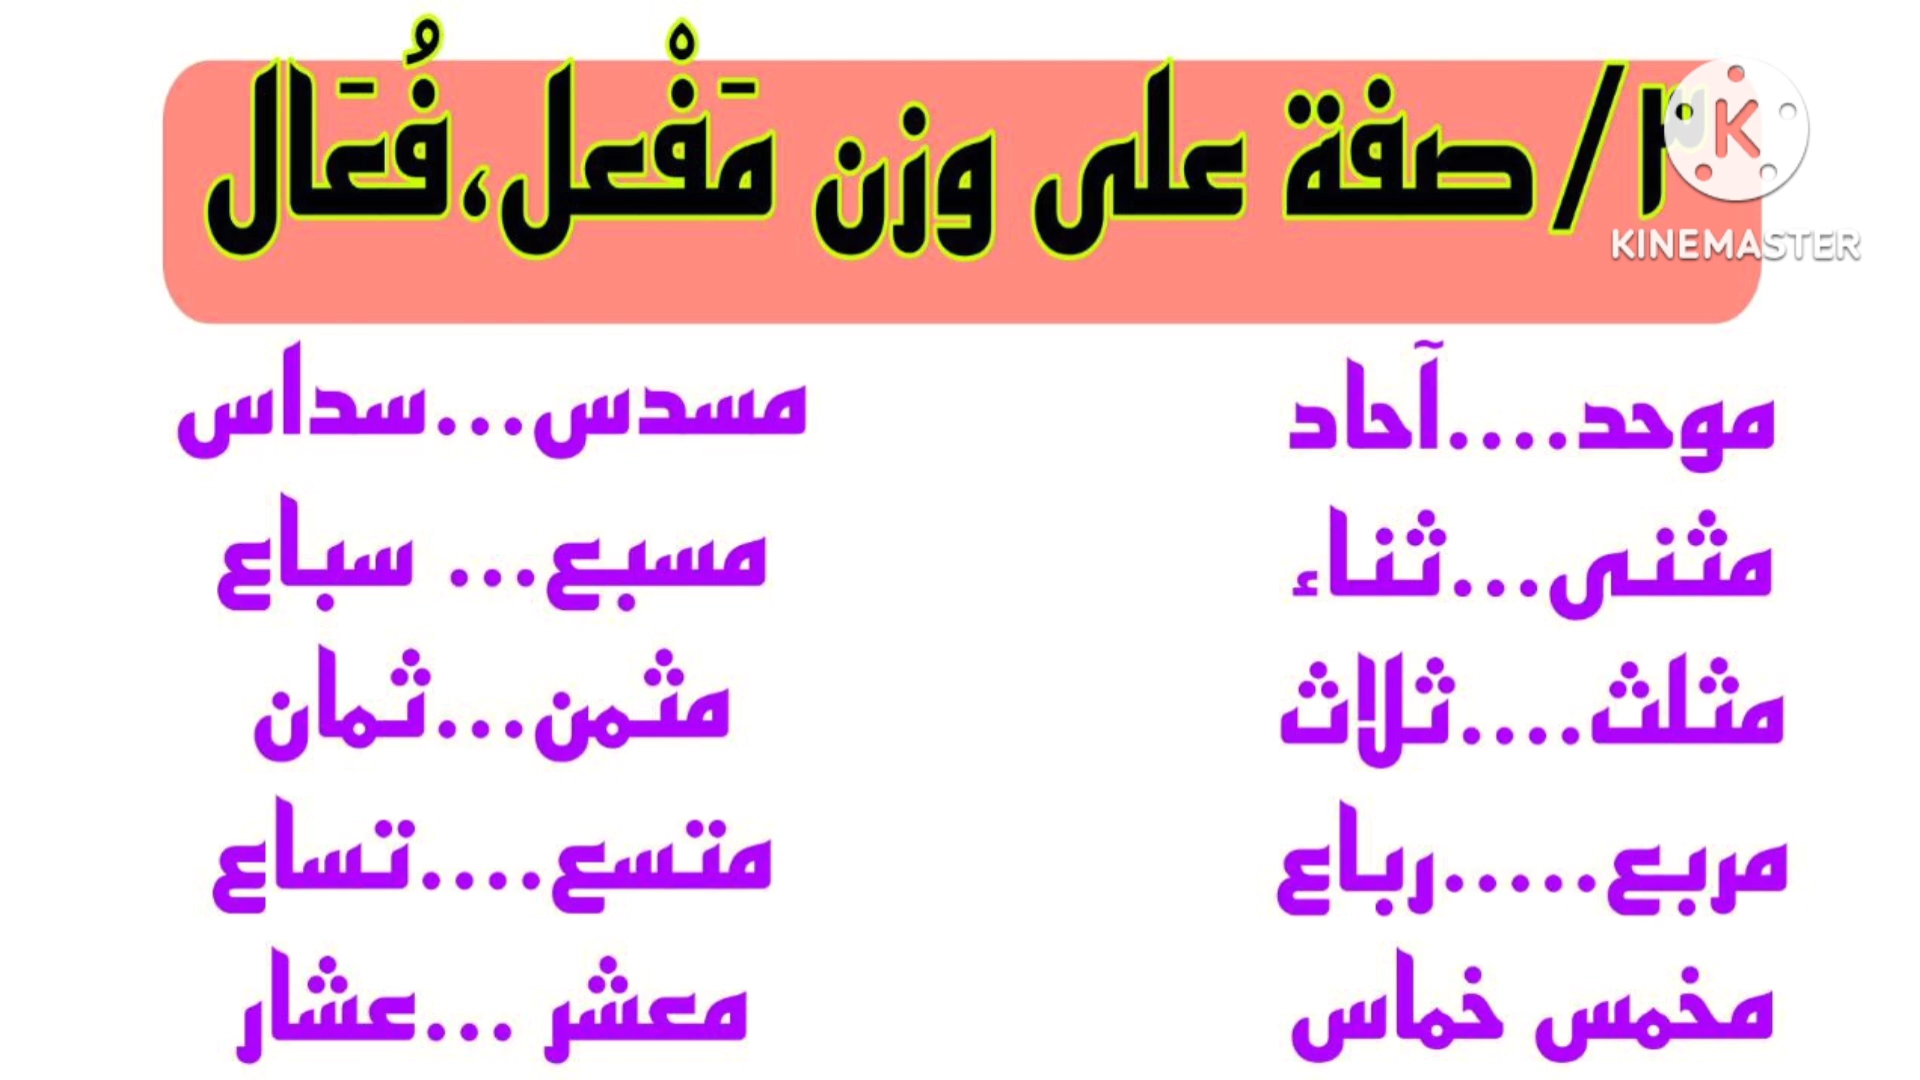 ٣/صفة على وزن مَفْعل،فُعَال
K
KINEMASTER
موحد....آحاد
مثنى...ثناء
مثلث....ثلاث
مربع.....رباع
مخمس خماس
مسدس...سداس
مسبع... سباع
مثمن...ثمان
متسع....تساع
معشر ...عشار